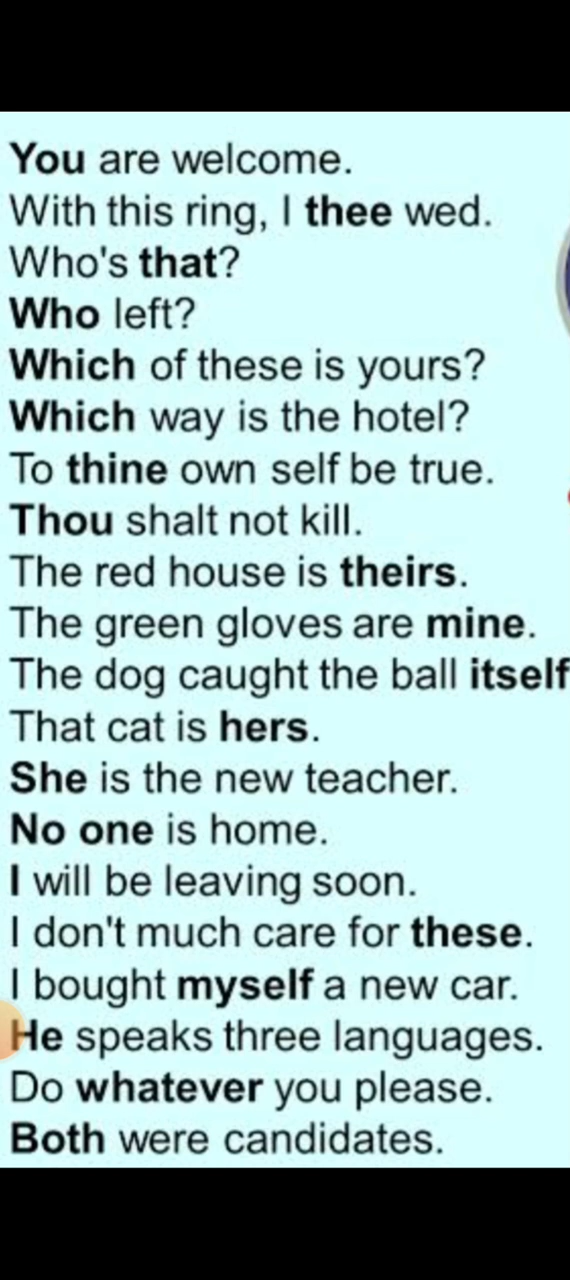 You are welcome.
With this ring, I thee wed.
Who's that?
Who left?
Which of these is yours?
Which way is the hotel?
To thine own self be true.
Thou shalt not kill.
The red house is theirs.
The green gloves are mine.
The dog caught the ball itself
That cat is hers.
She is the new teacher.
No one is home.
I will be leaving soon.
I don't much care for these.
I bought myself a new car.
He speaks three languages.
Do whatever you please.
Both were candidates.